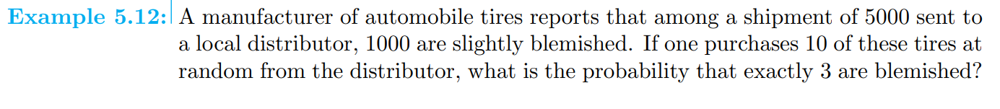 Example 5.12: A manufacturer of automobile tires reports that among a shipment of 5000 sent to
a local distributor, 1000 are slightly blemished. If one purchases 10 of these tires at
random from the distributor, what is the probability that exactly 3 are blemished?